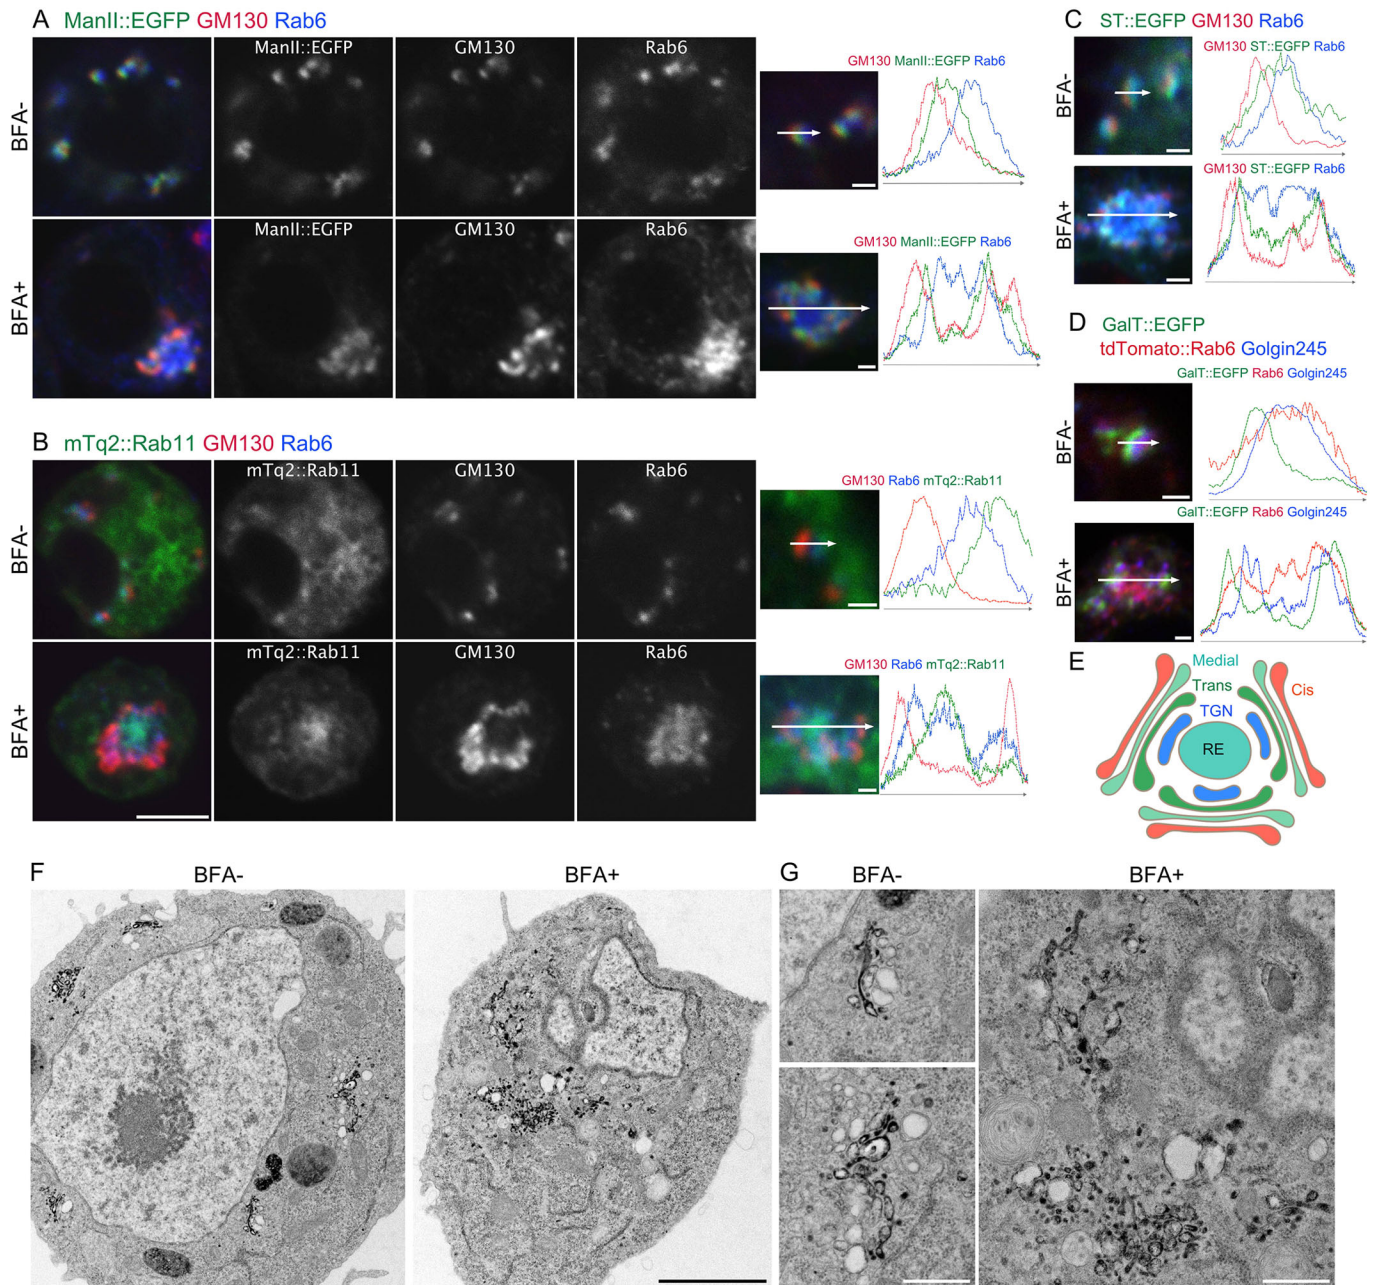 A ManII::EGFP GM130 Rab6
BFA-
ManII::EGFP
GM130
Rab6
GM130 ManII::EGFP Rab6
BFA+
ManII::EGFP
GM130
Rab6
GM130 ManII::EGFP Rab6
B mTq2::Rab11 GM130 Rab6
BFA-
mTq2::Rab11
GM130
Rab6
GM130 Rab6 mTq2::Rab11
BFA+
mTq2::Rab11
GM130
Rab6
GM130 Rab6 mTq2::Rab11
C ST::EGFP GM130 Rab6
BFA-
GM130 ST::EGFP Rab6
BFA+
GM130 ST::EGFP Rab6
D GalT::EGFP
tdTomato::Rab6 Golgin245
BFA-
GalT::EGFP Rab6 Golgin245
BFA+
GalT::EGFP Rab6 Golgin245
E
Medial
Trans
Cis
TGN
RE
F
BFA-
BFA+
G
BFA-
BFA+